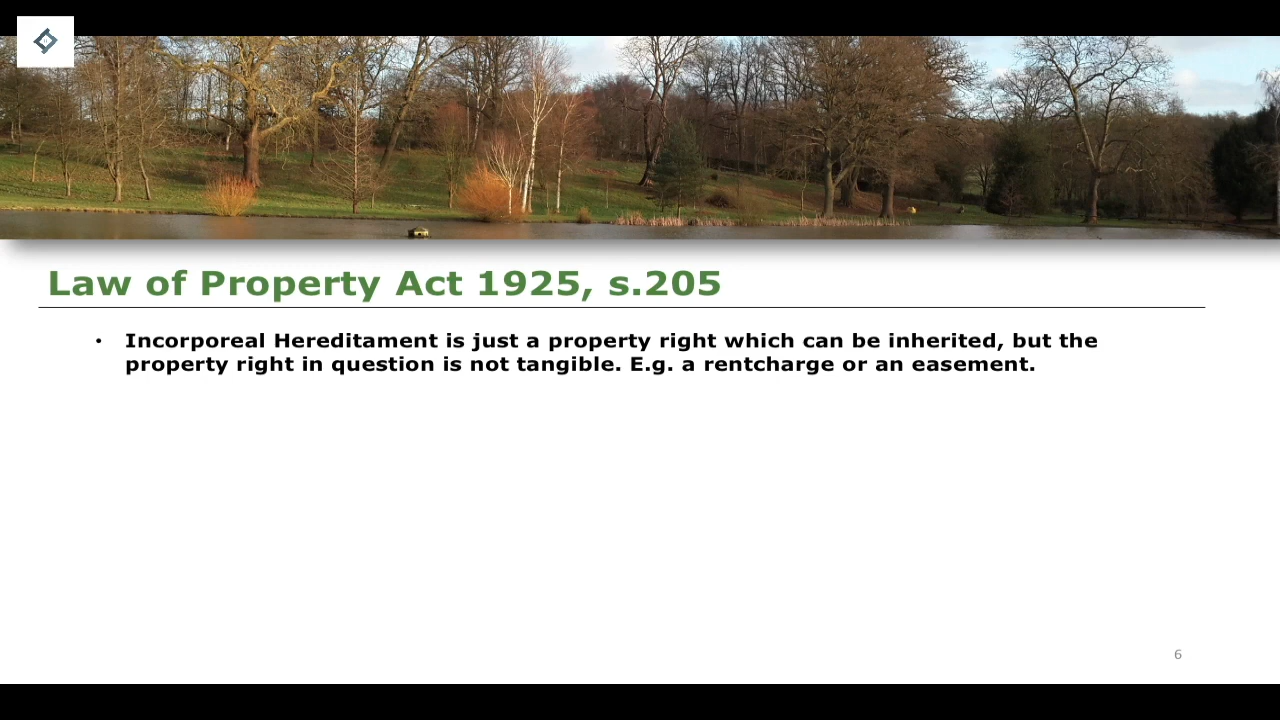 Law of Property Act 1925, s.205
• Incorporeal Hereditament is just a property right which can be inherited, but the
property right in question is not tangible. E.g. a rentcharge or an easement.
6